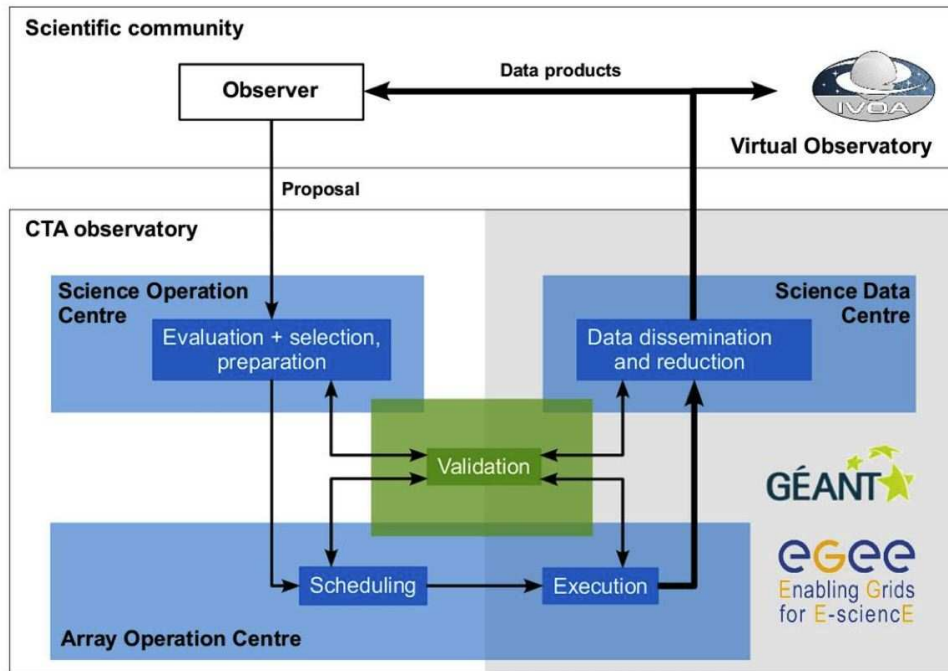 Scientific community
Observer
Data products
IVOA
Virtual Observatory
Proposal
CTA observatory
Science Operation
Centre
Evaluation + selection,
preparation
Science Data
Centre
Data dissemination
and reduction
Validation
GÉANT
Scheduling
Execution
egee
Enabling Grids
for E-sciencE
Array Operation Centre